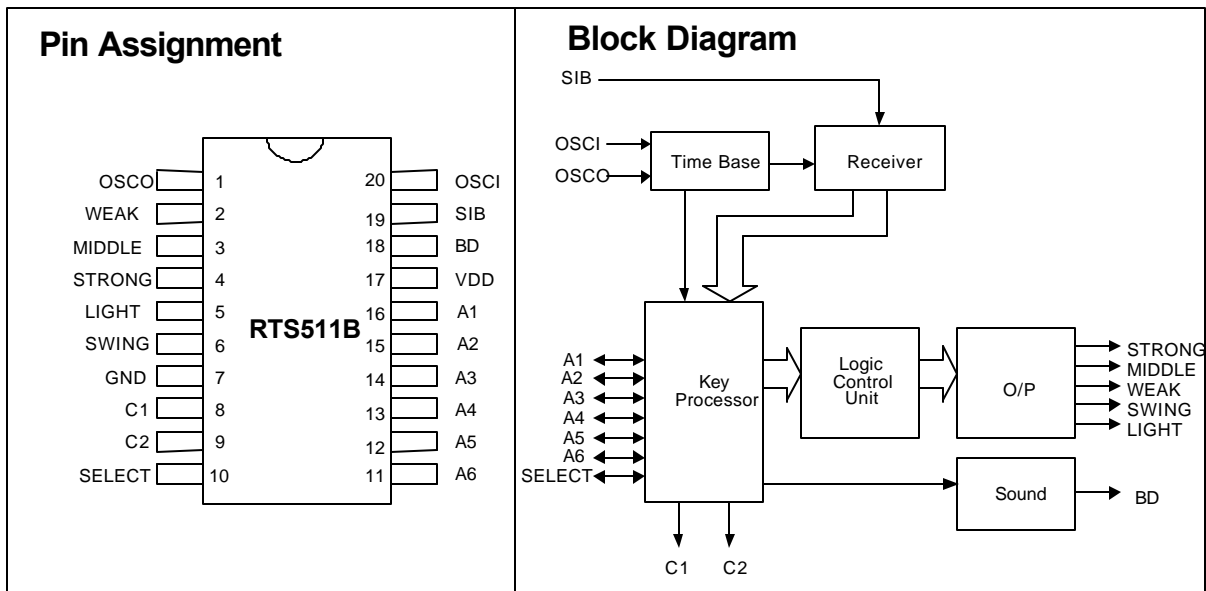 Pin Assignment
OSCO 1
WEAK 2
MIDDLE 3
STRONG 4
LIGHT 5
SWING 6
GND 7
C1 8
C2 9
SELECT 10
RTS511B
20 OSCI
19 SIB
18 BD
17 VDD
16 A1
15 A2
14 A3
13 A4
12 A5
11 A6
Block Diagram
SIB
OSCI
OSCO
Time Base
Receiver
A1
A2
A3
A4
A5
A6
SELECT
Key
Processor
Logic
Control
Unit
O/P
STRONG
MIDDLE
WEAK
SWING
LIGHT
Sound
BD
C1
C2